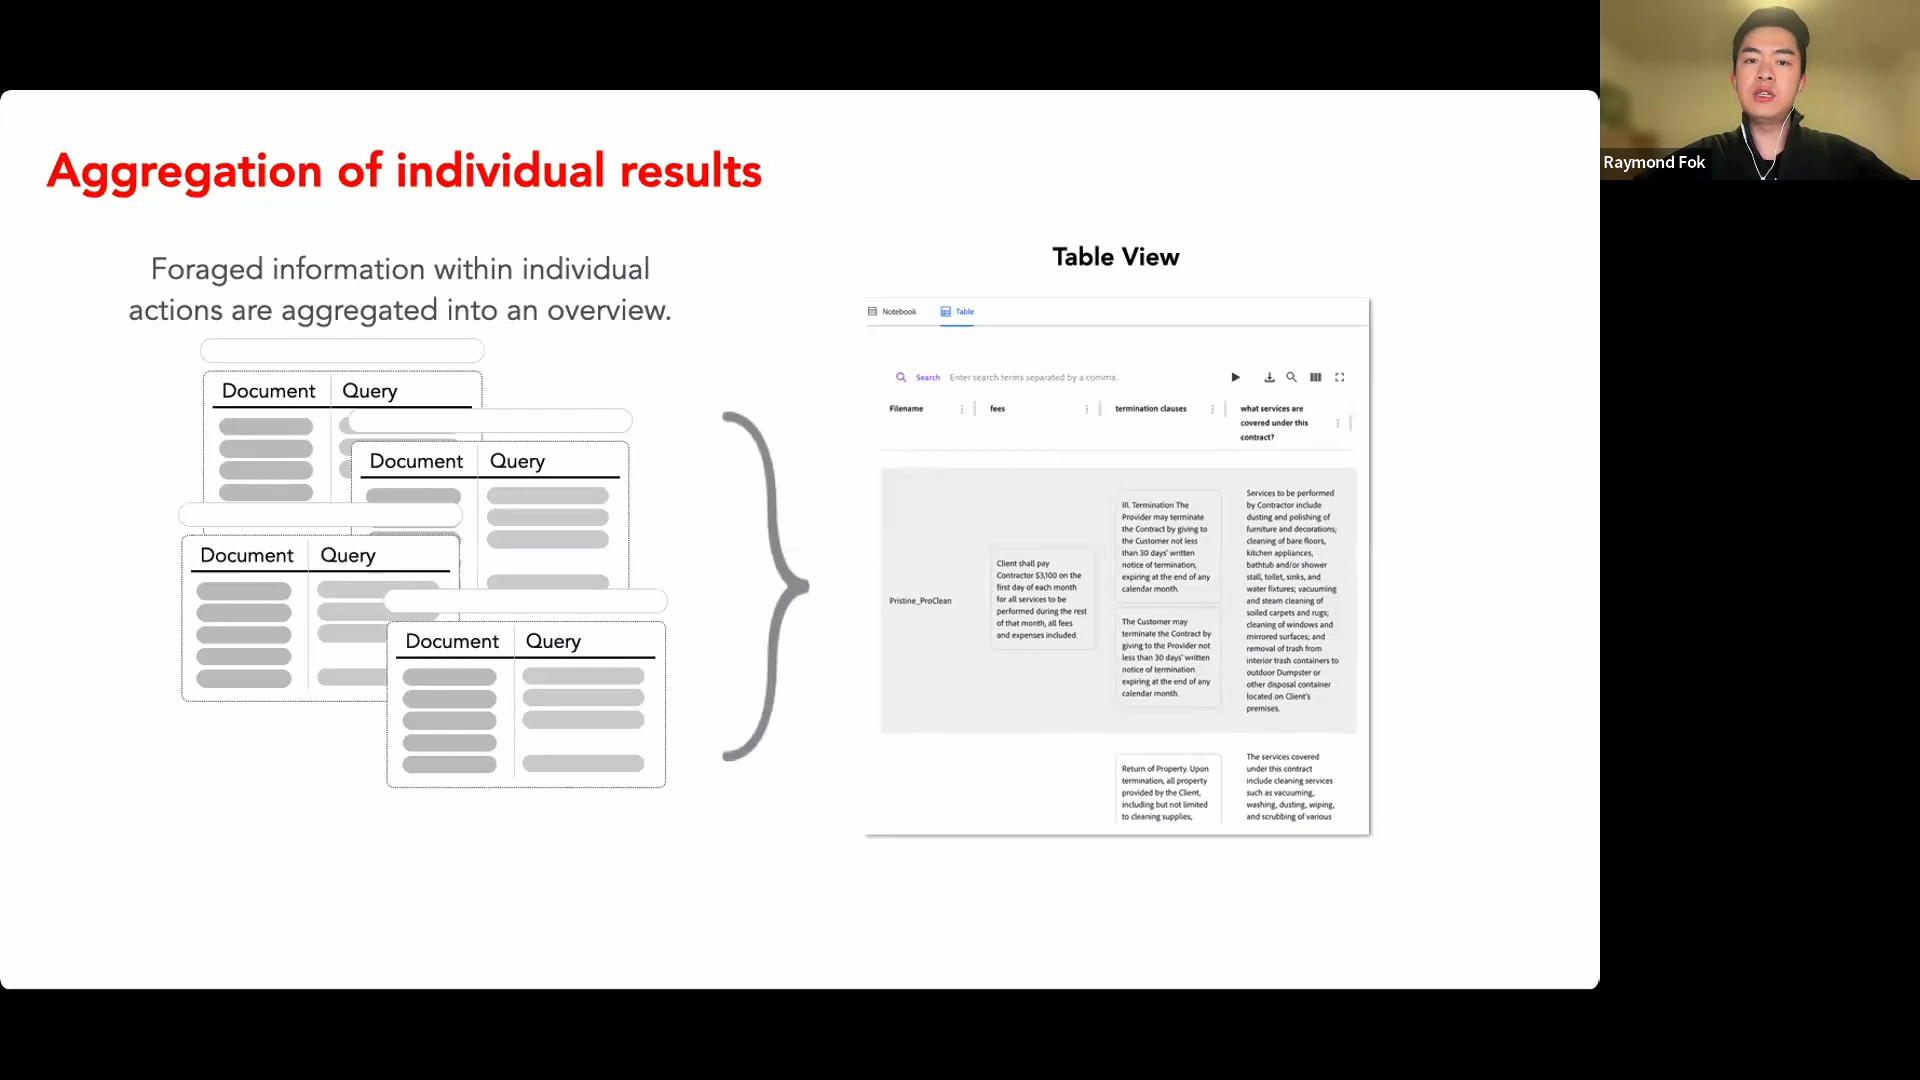 Aggregation of individual results
Foraged information within individual
actions are aggregated into an overview.
Document Query
Document Query
Document Query
Document Query
Table View
Notebook Table
Search Enter search terms separated by a comma.
Filename fees termination clauses what services are
covered under this
contract?
Pristine_ProClean
Client shall pay
Contractor $3,100 on the
first day of each month
for all services to be
performed during the rest
of that month, all fees
and expenses included.
III. Termination The
Provider may terminate
the Contract by giving to
the Customer not less
than 30 days' written
notice of termination,
expiring at the end of any
calendar month.
The Customer may
terminate the Contract by
giving to the Provider not
less than 30 days' written
notice of termination
expiring at the end of any
calendar month.
Services to be performed
by Contractor include
dusting and polishing of
furniture and decorations;
cleaning of bare floors,
kitchen appliances,
bathtub and/or shower
stall, toilet, sinks, and
water fixtures; vacuuming
and steam cleaning of
soiled carpets and rugs;
cleaning of windows and
mirrored surfaces; and
removal of trash from
interior trash containers to
outdoor Dumpster or
other disposal container
located on Client's
premises.
Return of Property. Upon
termination, all property
provided by the Client,
including but not limited
to cleaning supplies,
The services covered
under this contract
include cleaning services
such as vacuuming,
washing, dusting, wiping,
and scrubbing of various
Raymond Fok